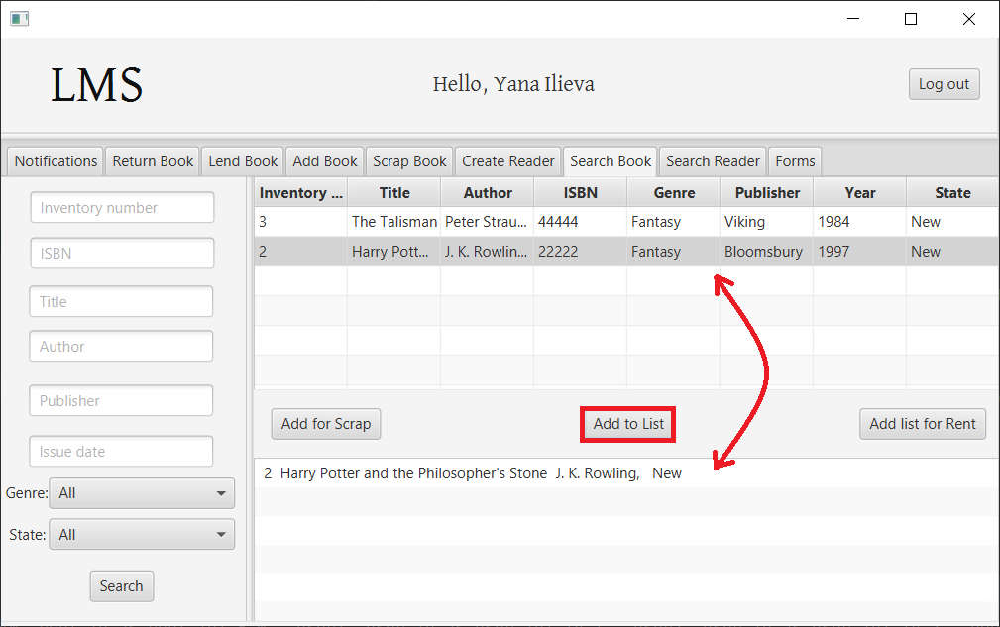 LMS
Hello, Yana Ilieva
Log out
Notifications
Return Book
Lend Book
Add Book
Scrap Book
Create Reader
Search Book
Search Reader
Forms
Inventory number
ISBN
Title
Author
Publisher
Issue date
Genre: All
State: All
Search
Inventory ... Title Author ISBN Genre Publisher Year State
3 The Talisman Peter Strau... 44444 Fantasy Viking 1984 New
2 Harry Pott... J. K. Rowlin... 22222 Fantasy Bloomsbury 1997 New
Add for Scrap
Add to List
Add list for Rent
2 Harry Potter and the Philosopher's Stone J. K. Rowling, New